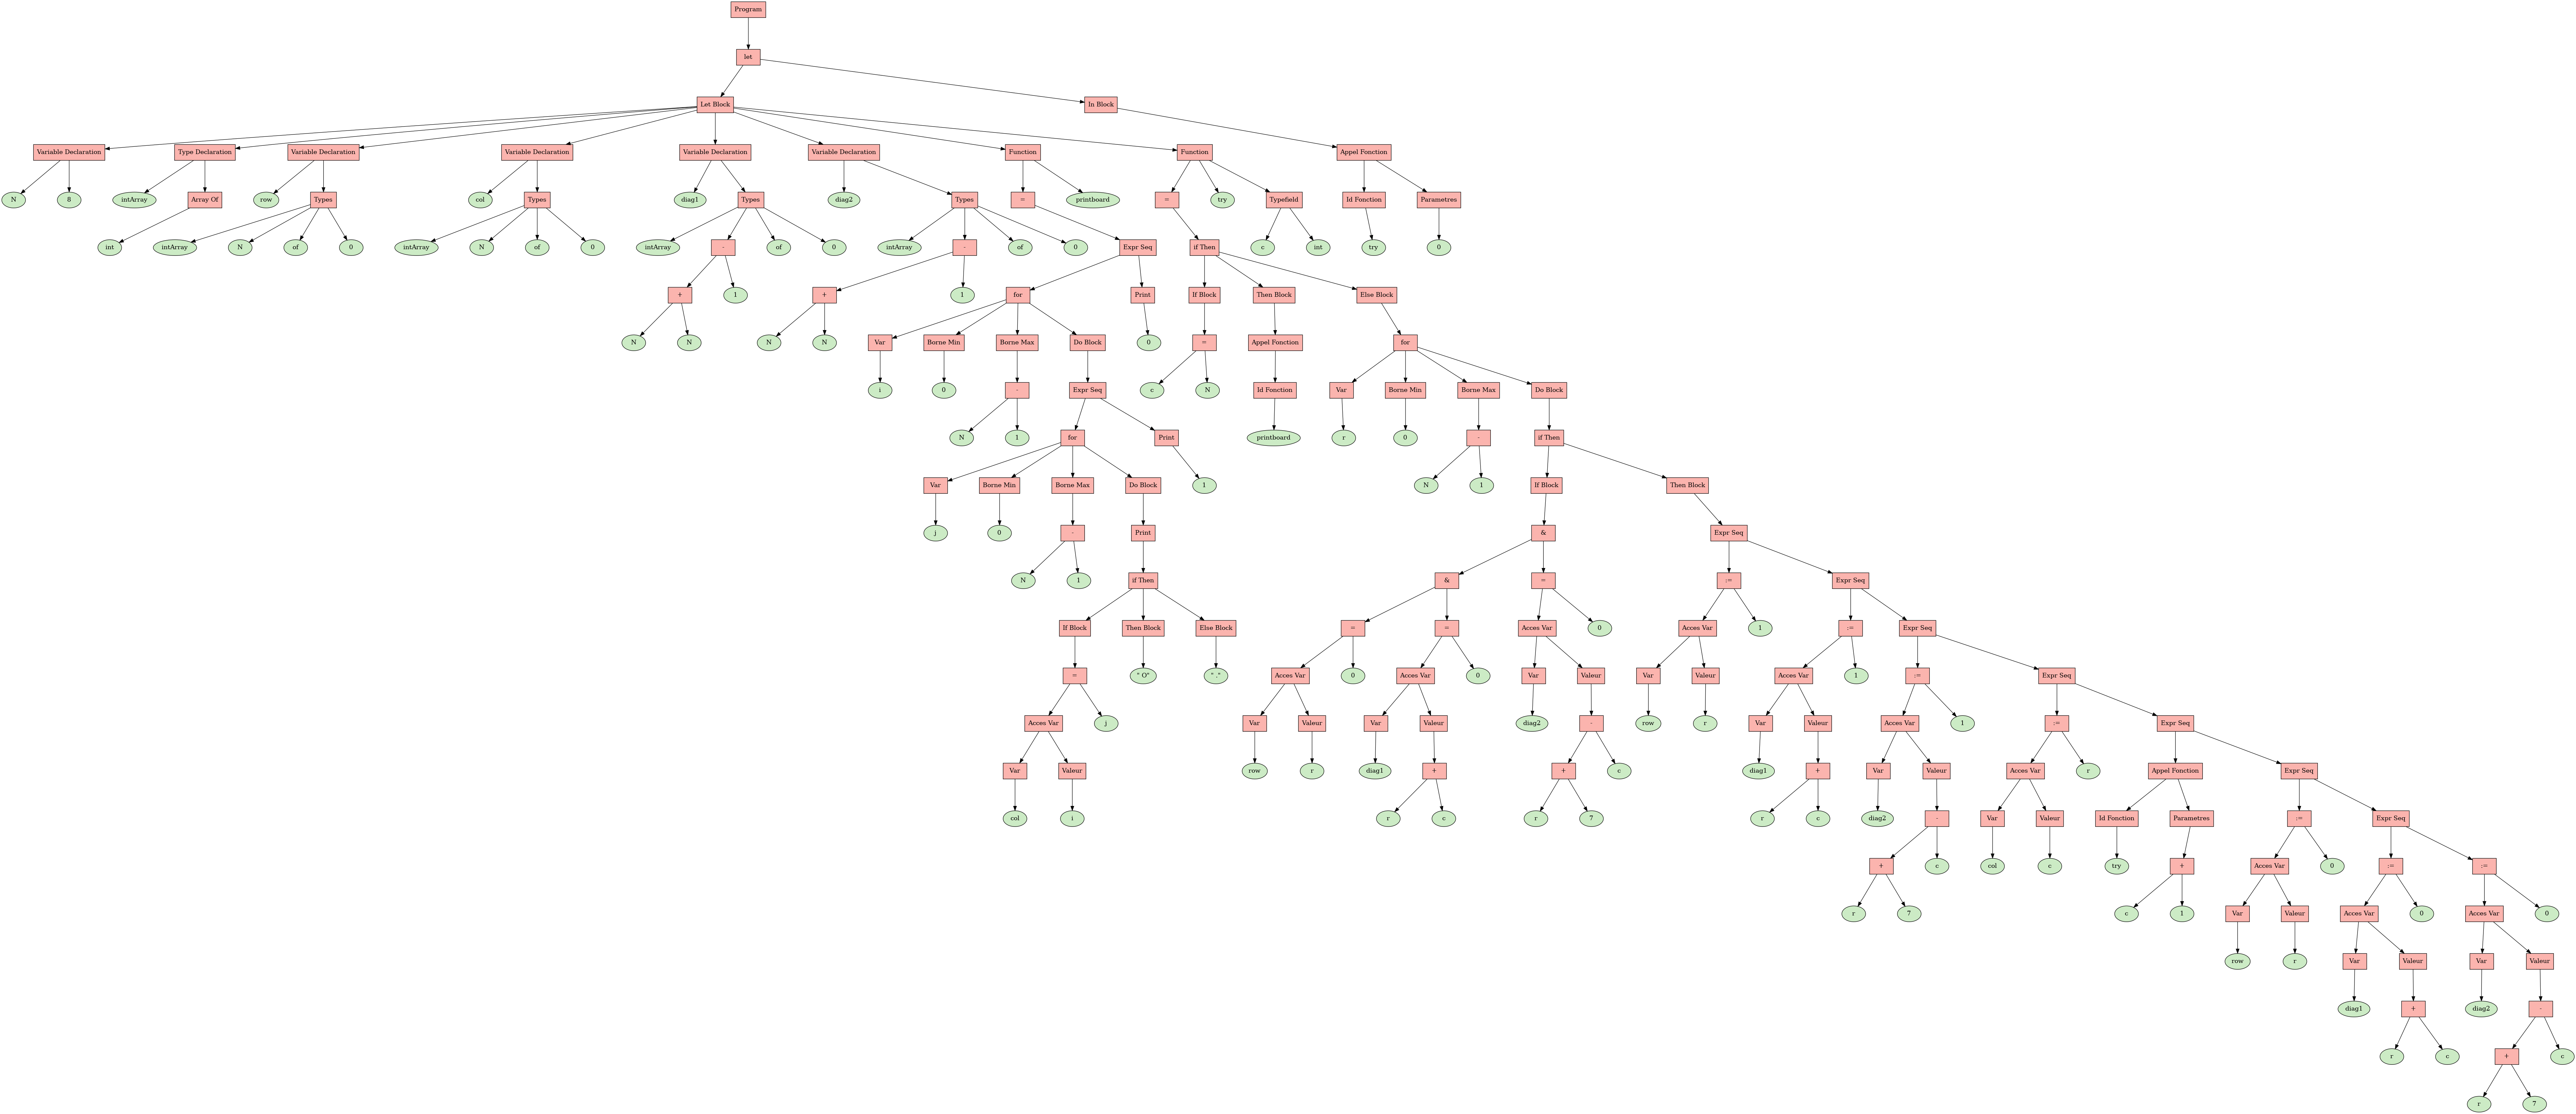 Program
let
Let Block In Block
Variable Declaration Type Declaration Variable Declaration Variable Declaration Variable Declaration Variable Declaration Function Function Appel Fonction
N 8 intArray Array Of row Types col Types diag1 Types diag2 Types = printboard = try Typefield Id Fonction Parametres
int intArray N of 0 intArray N of 0 intArray - of 0 intArray - of 0 Expr Seq if Then c int try 0
+ 1 + 1 for Print If Block Then Block Else Block
N N N N Var Borne Min Borne Max Do Block 0 = Appel Fonction for
i 0 - Expr Seq c N Id Fonction Var Borne Min Borne Max Do Block
N 1 for Print printboard r 0 - if Then
Var Borne Min Borne Max Do Block 1 N 1 If Block Then Block
j 0 - Print & Expr Seq
N 1 if Then & = := Expr Seq
If Block Then Block Else Block = = Acces Var 0 Acces Var 1 := Expr Seq
= " O" " ." Acces Var 0 Acces Var 0 Var Valeur Var Valeur Acces Var 1 := Expr Seq
Acces Var j Var Valeur Var Valeur diag2 - row r Var Valeur Acces Var 1 := Expr Seq
Var Valeur row r diag1 + + c diag1 + Var Valeur Acces Var r Appel Fonction Expr Seq
col i r c r 7 r c diag2 - Var Valeur Id Fonction Parametres := Expr Seq
+ c col c try + Acces Var 0 := :=
r 7 c 1 Var Valeur Acces Var 0 Acces Var 0
row r Var Valeur Var Valeur
diag1 + diag2 -
r c + c
r 7